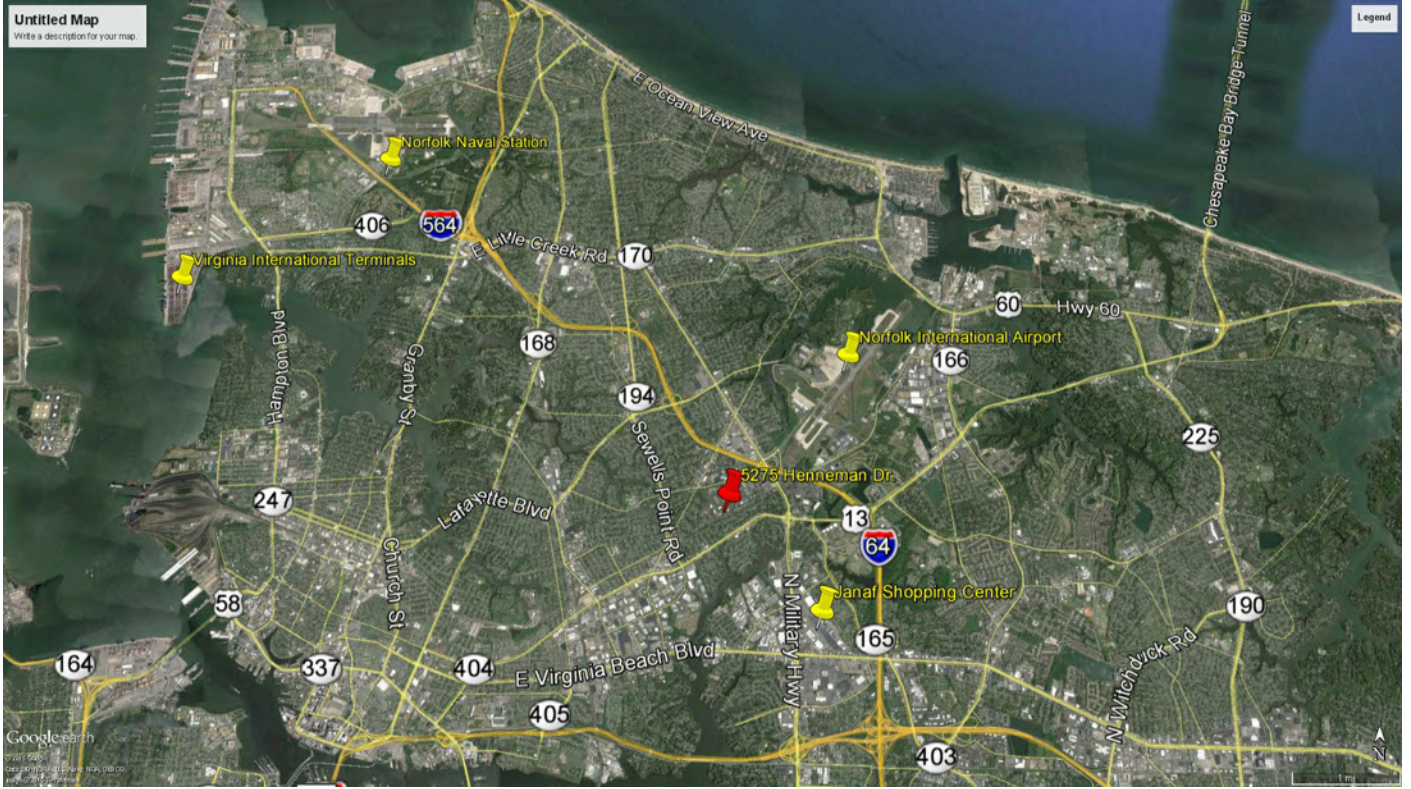 Untitled Map
Write a description for your map.
Legend
Chesapeake Bay Bridge-Tunnel
E Ocean View Ave
Norfolk Naval Station
406
564
E Little Creek Rd
170
Virginia International Terminals
60
Hwy 60
Hampton Blvd
Granby St
168
Norfolk International Airport
166
194
Sewells Point Rd
225
5275 Henneman Dr.
247
Lafayette Blvd
13
64
Church St
N Military Hwy
Janaf Shopping Center
58
190
165
164
337
404
E Virginia Beach Blvd
N Witchduck Rd
405
403
Google earth
N
1 mi